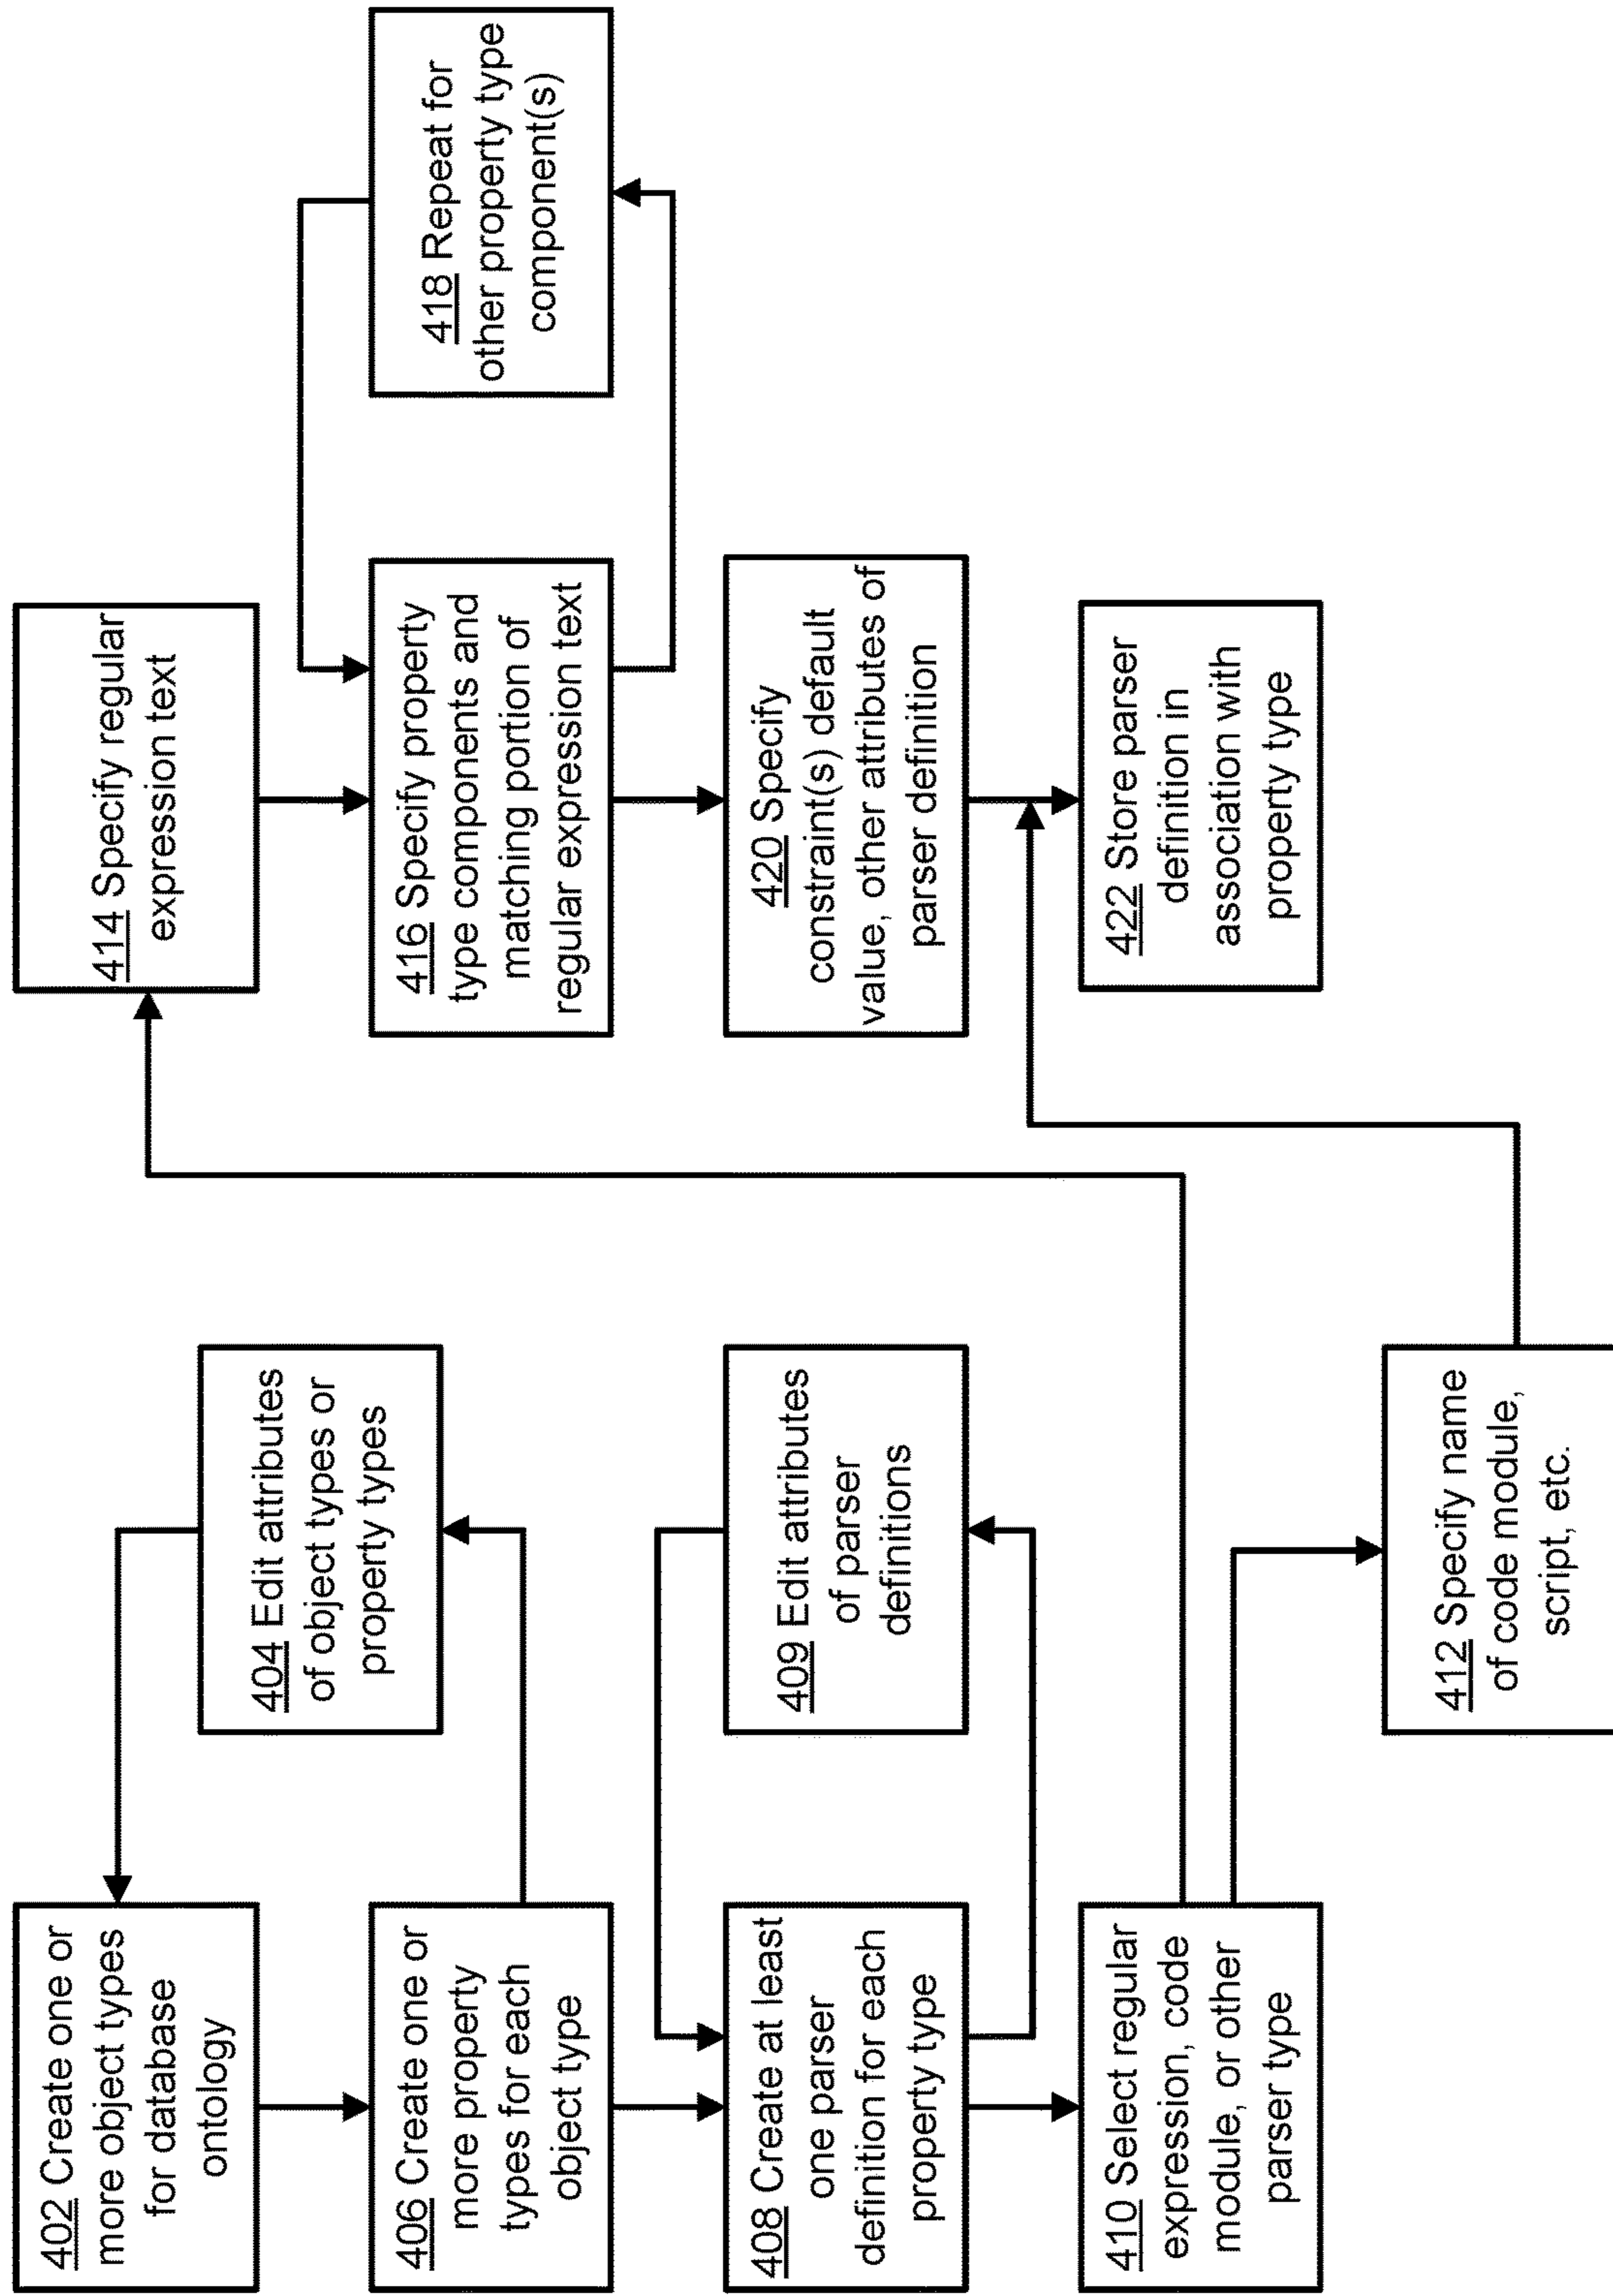 402 Create one or
more object types
for database
ontology
404 Edit attributes
of object types or
property types
406 Create one or
more property
types for each
object type
408 Create at least
one parser
definition for each
property type
409 Edit attributes
of parser
definitions
410 Select regular
expression, code
module, or other
parser type
412 Specify name
of code module,
script, etc.
414 Specify regular
expression text
416 Specify property
type components and
matching portion of
regular expression text
418 Repeat for
other property type
component(s)
420 Specify
constraint(s) default
value, other attributes of
parser definition
422 Store parser
definition in
association with
property type